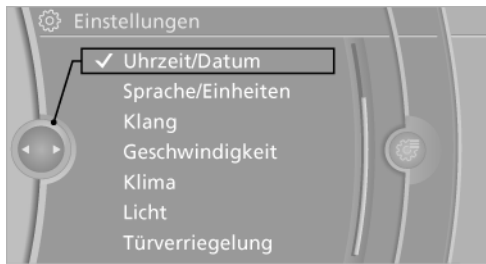 Einstellungen
Uhrzeit/Datum
Sprache/Einheiten
Klang
Geschwindigkeit
Klima
Licht
Türverriegelung